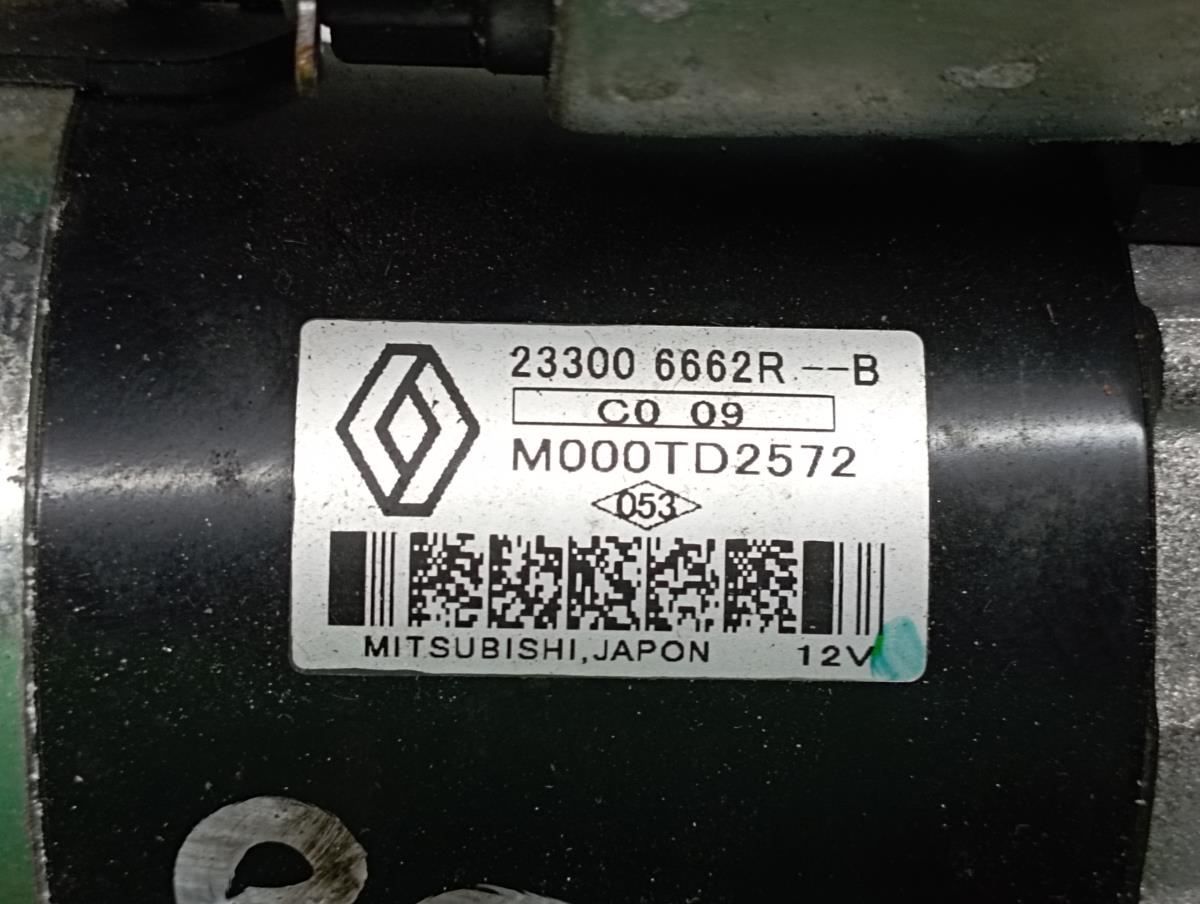 23300 6662R --B
C0 09
M000TD2572
053
MITSUBISHI,JAPON 12V